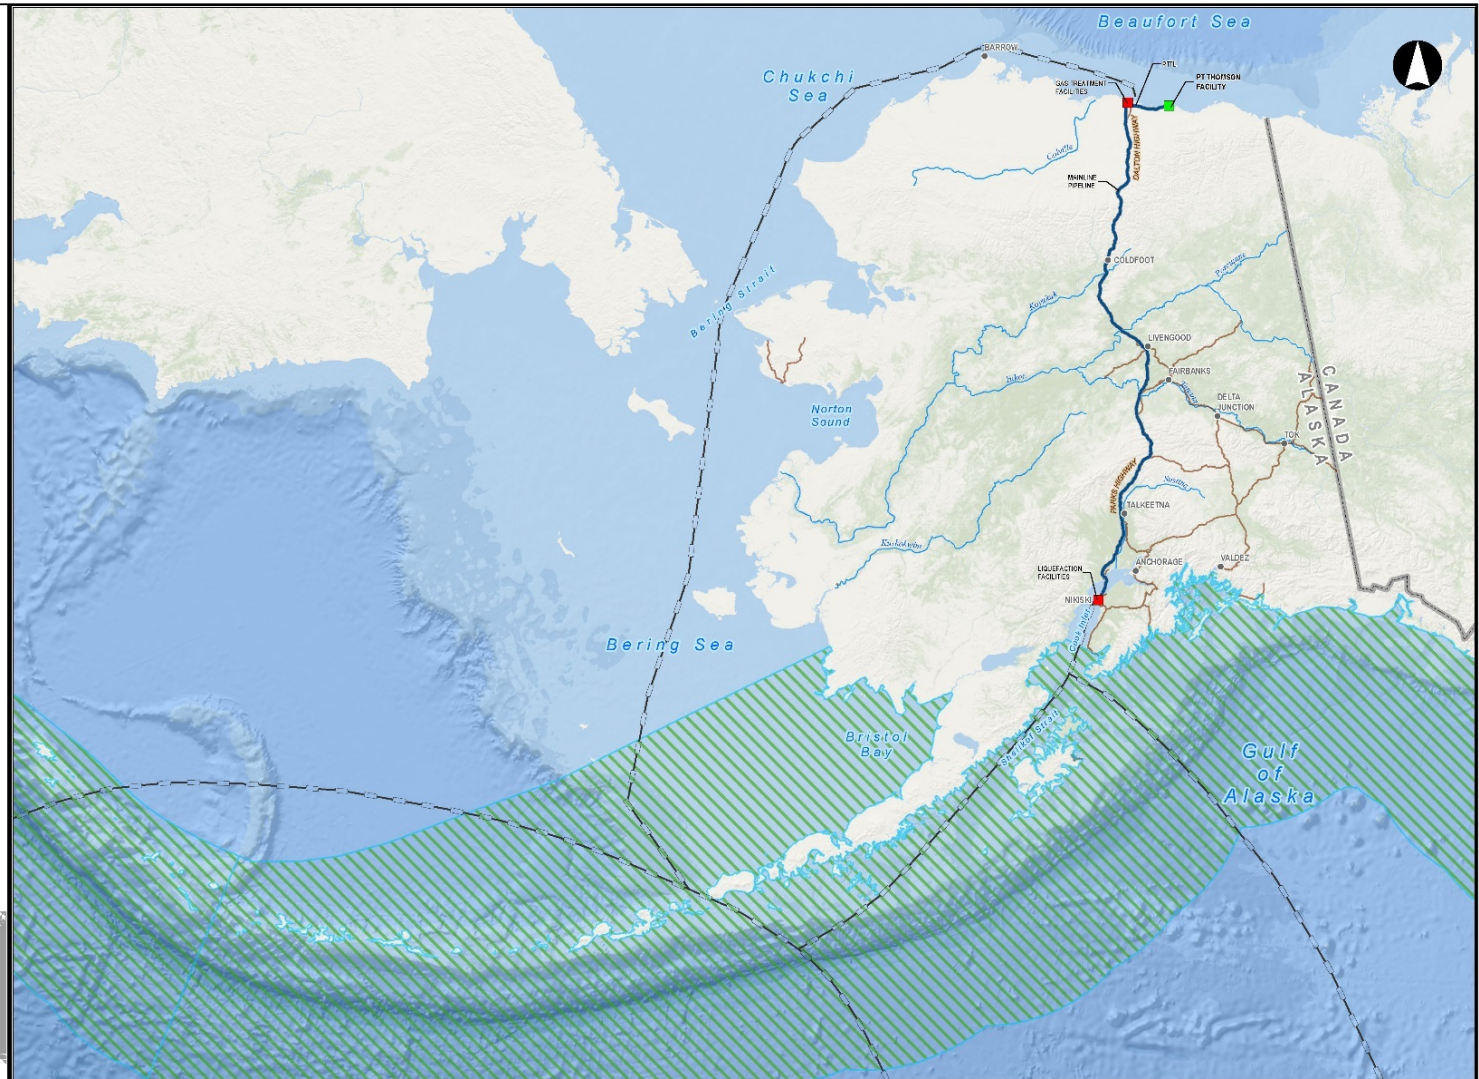 Beaufort Sea
BARROW
PTTL
Chukchi
Sea
GAS TREATMENT
FACILITIES
PT THOMSON
FACILITY
DALTON HIGHWAY
Colville
MAINLINE
PIPELINE
COLDFOOT
Porcupine
Bering Strait
Koyukuk
LIVENGOOD
FAIRBANKS
Yukon
Tanana
DELTA
JUNCTION
CANADA
ALASKA
Norton
Sound
TOK
PARKS HIGHWAY
Susitna
TALKEETNA
Kuskokwim
ANCHORAGE
VALDEZ
LIQUEFACTION
FACILITIES
NIKISKI
Cook Inlet
Bering Sea
Bristol
Bay
Shelikof Strait
Gulf
of
Alaska